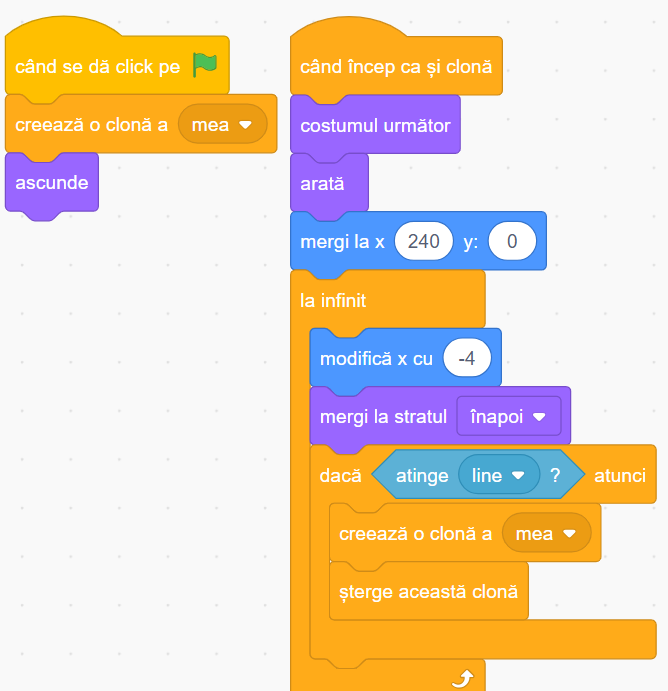 când se dă click pe
creează o clonă a mea
ascunde
când încep ca și clonă
costumul următor
arată
mergi la x 240 y: 0
la infinit
modifică x cu -4
mergi la stratul înapoi
dacă atinge line ? atunci
creează o clonă a mea
șterge această clonă